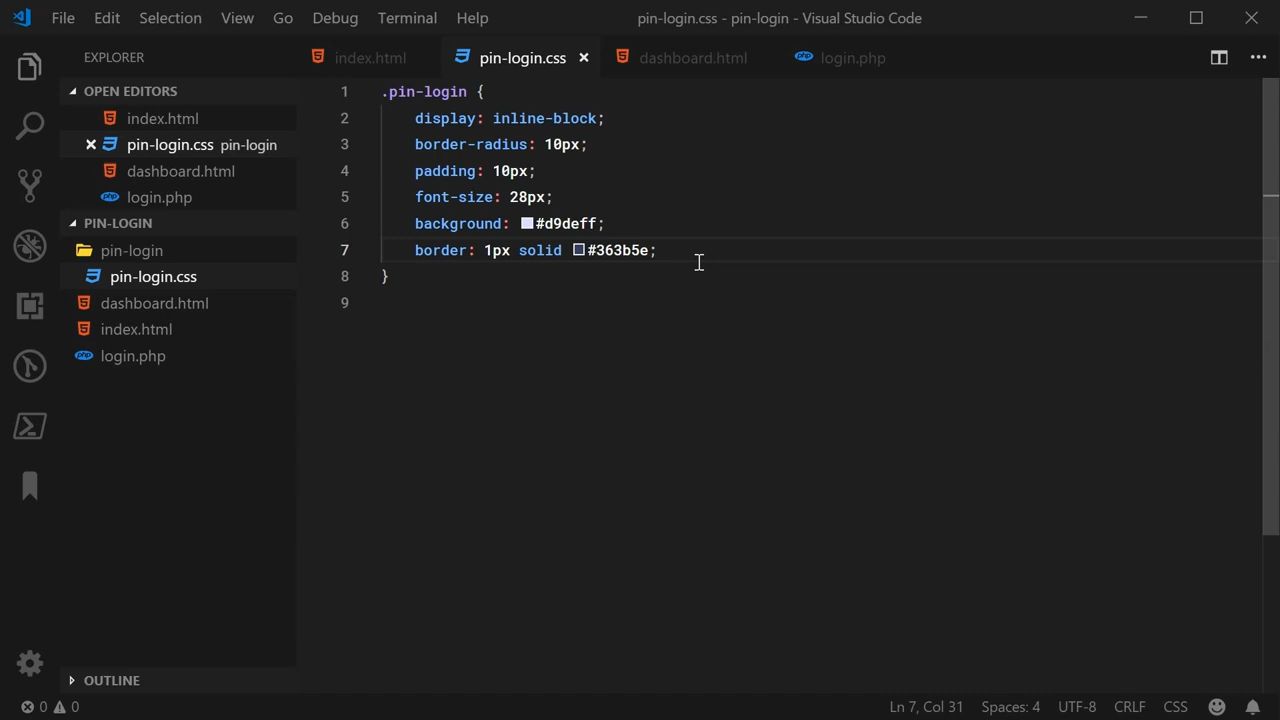 File Edit Selection View Go Debug Terminal Help
pin-login.css - pin-login - Visual Studio Code
EXPLORER
OPEN EDITORS
index.html
pin-login.css pin-login
dashboard.html
login.php
PIN-LOGIN
pin-login
pin-login.css
dashboard.html
index.html
login.php
OUTLINE
index.html pin-login.css dashboard.html login.php
1 .pin-login {
2 display: inline-block;
3 border-radius: 10px;
4 padding: 10px;
5 font-size: 28px;
6 background: #d9deff;
7 border: 1px solid #363b5e;
8 }
9
0 0 Ln 7, Col 31 Spaces: 4 UTF-8 CRLF CSS